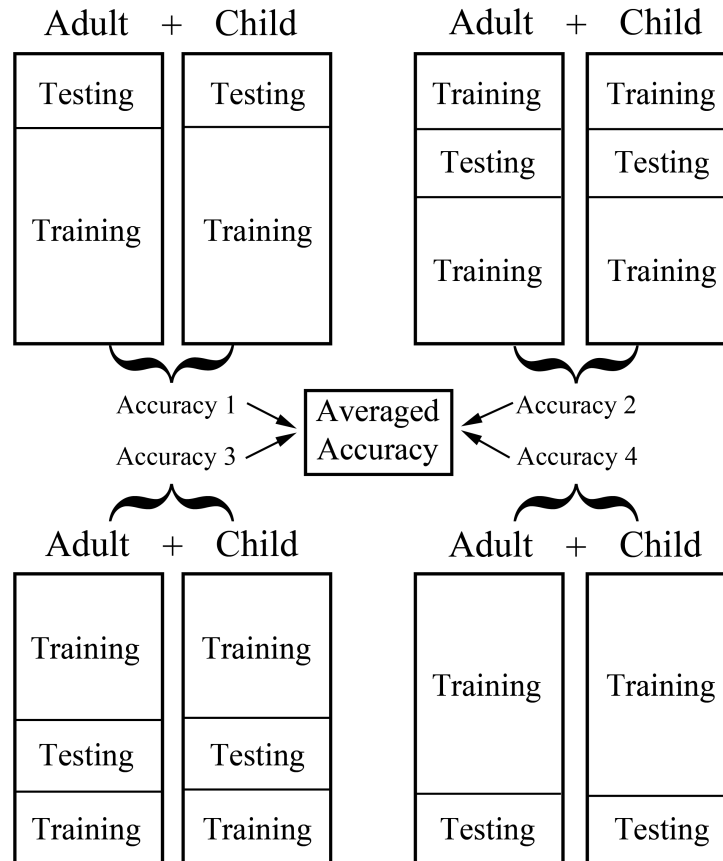 Adult + Child
Testing
Testing
Training
Training
Adult + Child
Training
Training
Testing
Testing
Training
Training
Accuracy 1
Averaged
Accuracy
Accuracy 2
Accuracy 3
Accuracy 4
Adult + Child
Training
Training
Testing
Testing
Training
Training
Adult + Child
Training
Training
Testing
Testing